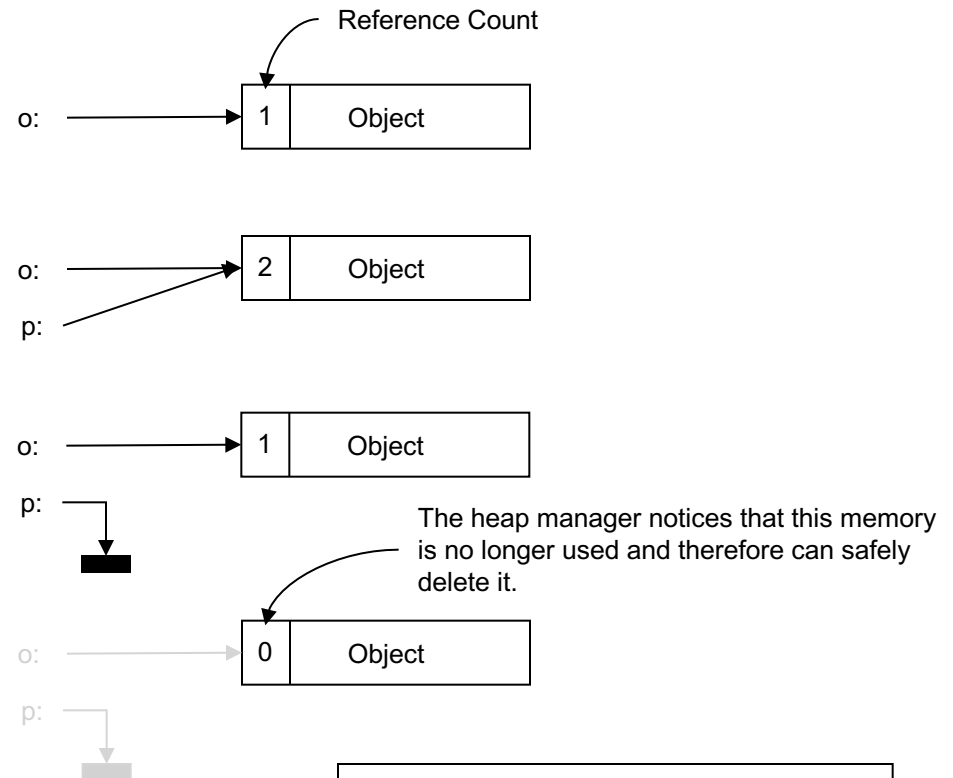 Reference Count
o:
1
Object
o:
2
Object
p:
o:
1
Object
p:
The heap manager notices that this memory
is no longer used and therefore can safely
delete it.
o:
0
Object
p: